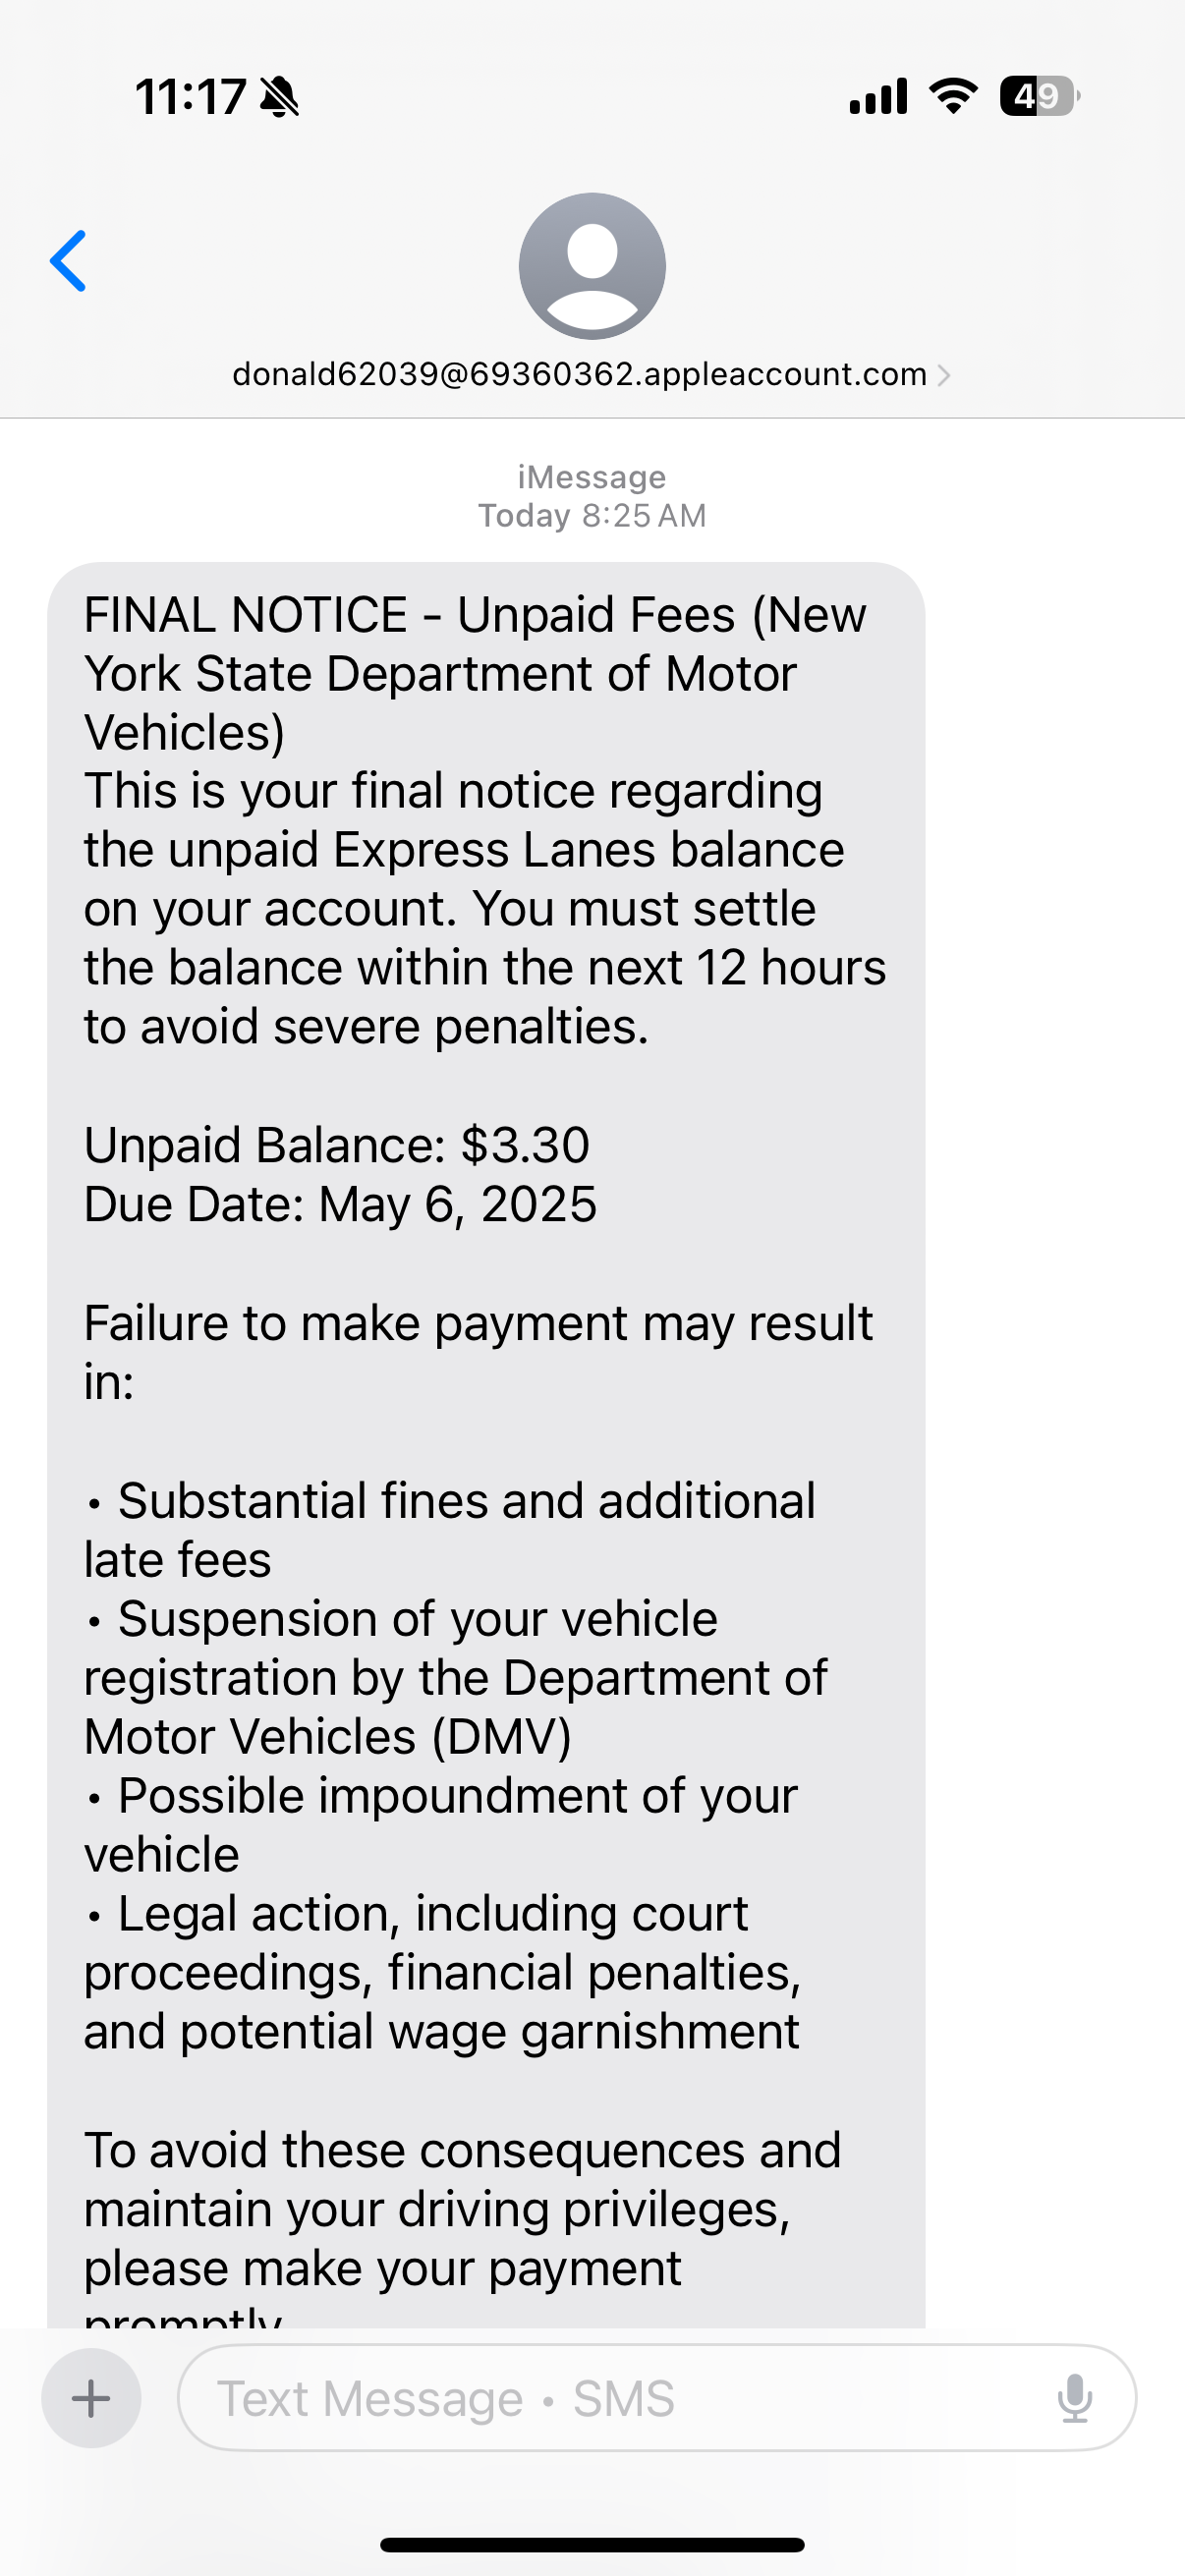 11:17
49
donald62039@69360362.appleaccount.com
iMessage
Today 8:25 AM
FINAL NOTICE - Unpaid Fees (New
York State Department of Motor
Vehicles)
This is your final notice regarding
the unpaid Express Lanes balance
on your account. You must settle
the balance within the next 12 hours
to avoid severe penalties.
Unpaid Balance: $3.30
Due Date: May 6, 2025
Failure to make payment may result
in:
• Substantial fines and additional
late fees
• Suspension of your vehicle
registration by the Department of
Motor Vehicles (DMV)
• Possible impoundment of your
vehicle
• Legal action, including court
proceedings, financial penalties,
and potential wage garnishment
To avoid these consequences and
maintain your driving privileges,
please make your payment
promptly
Text Message • SMS